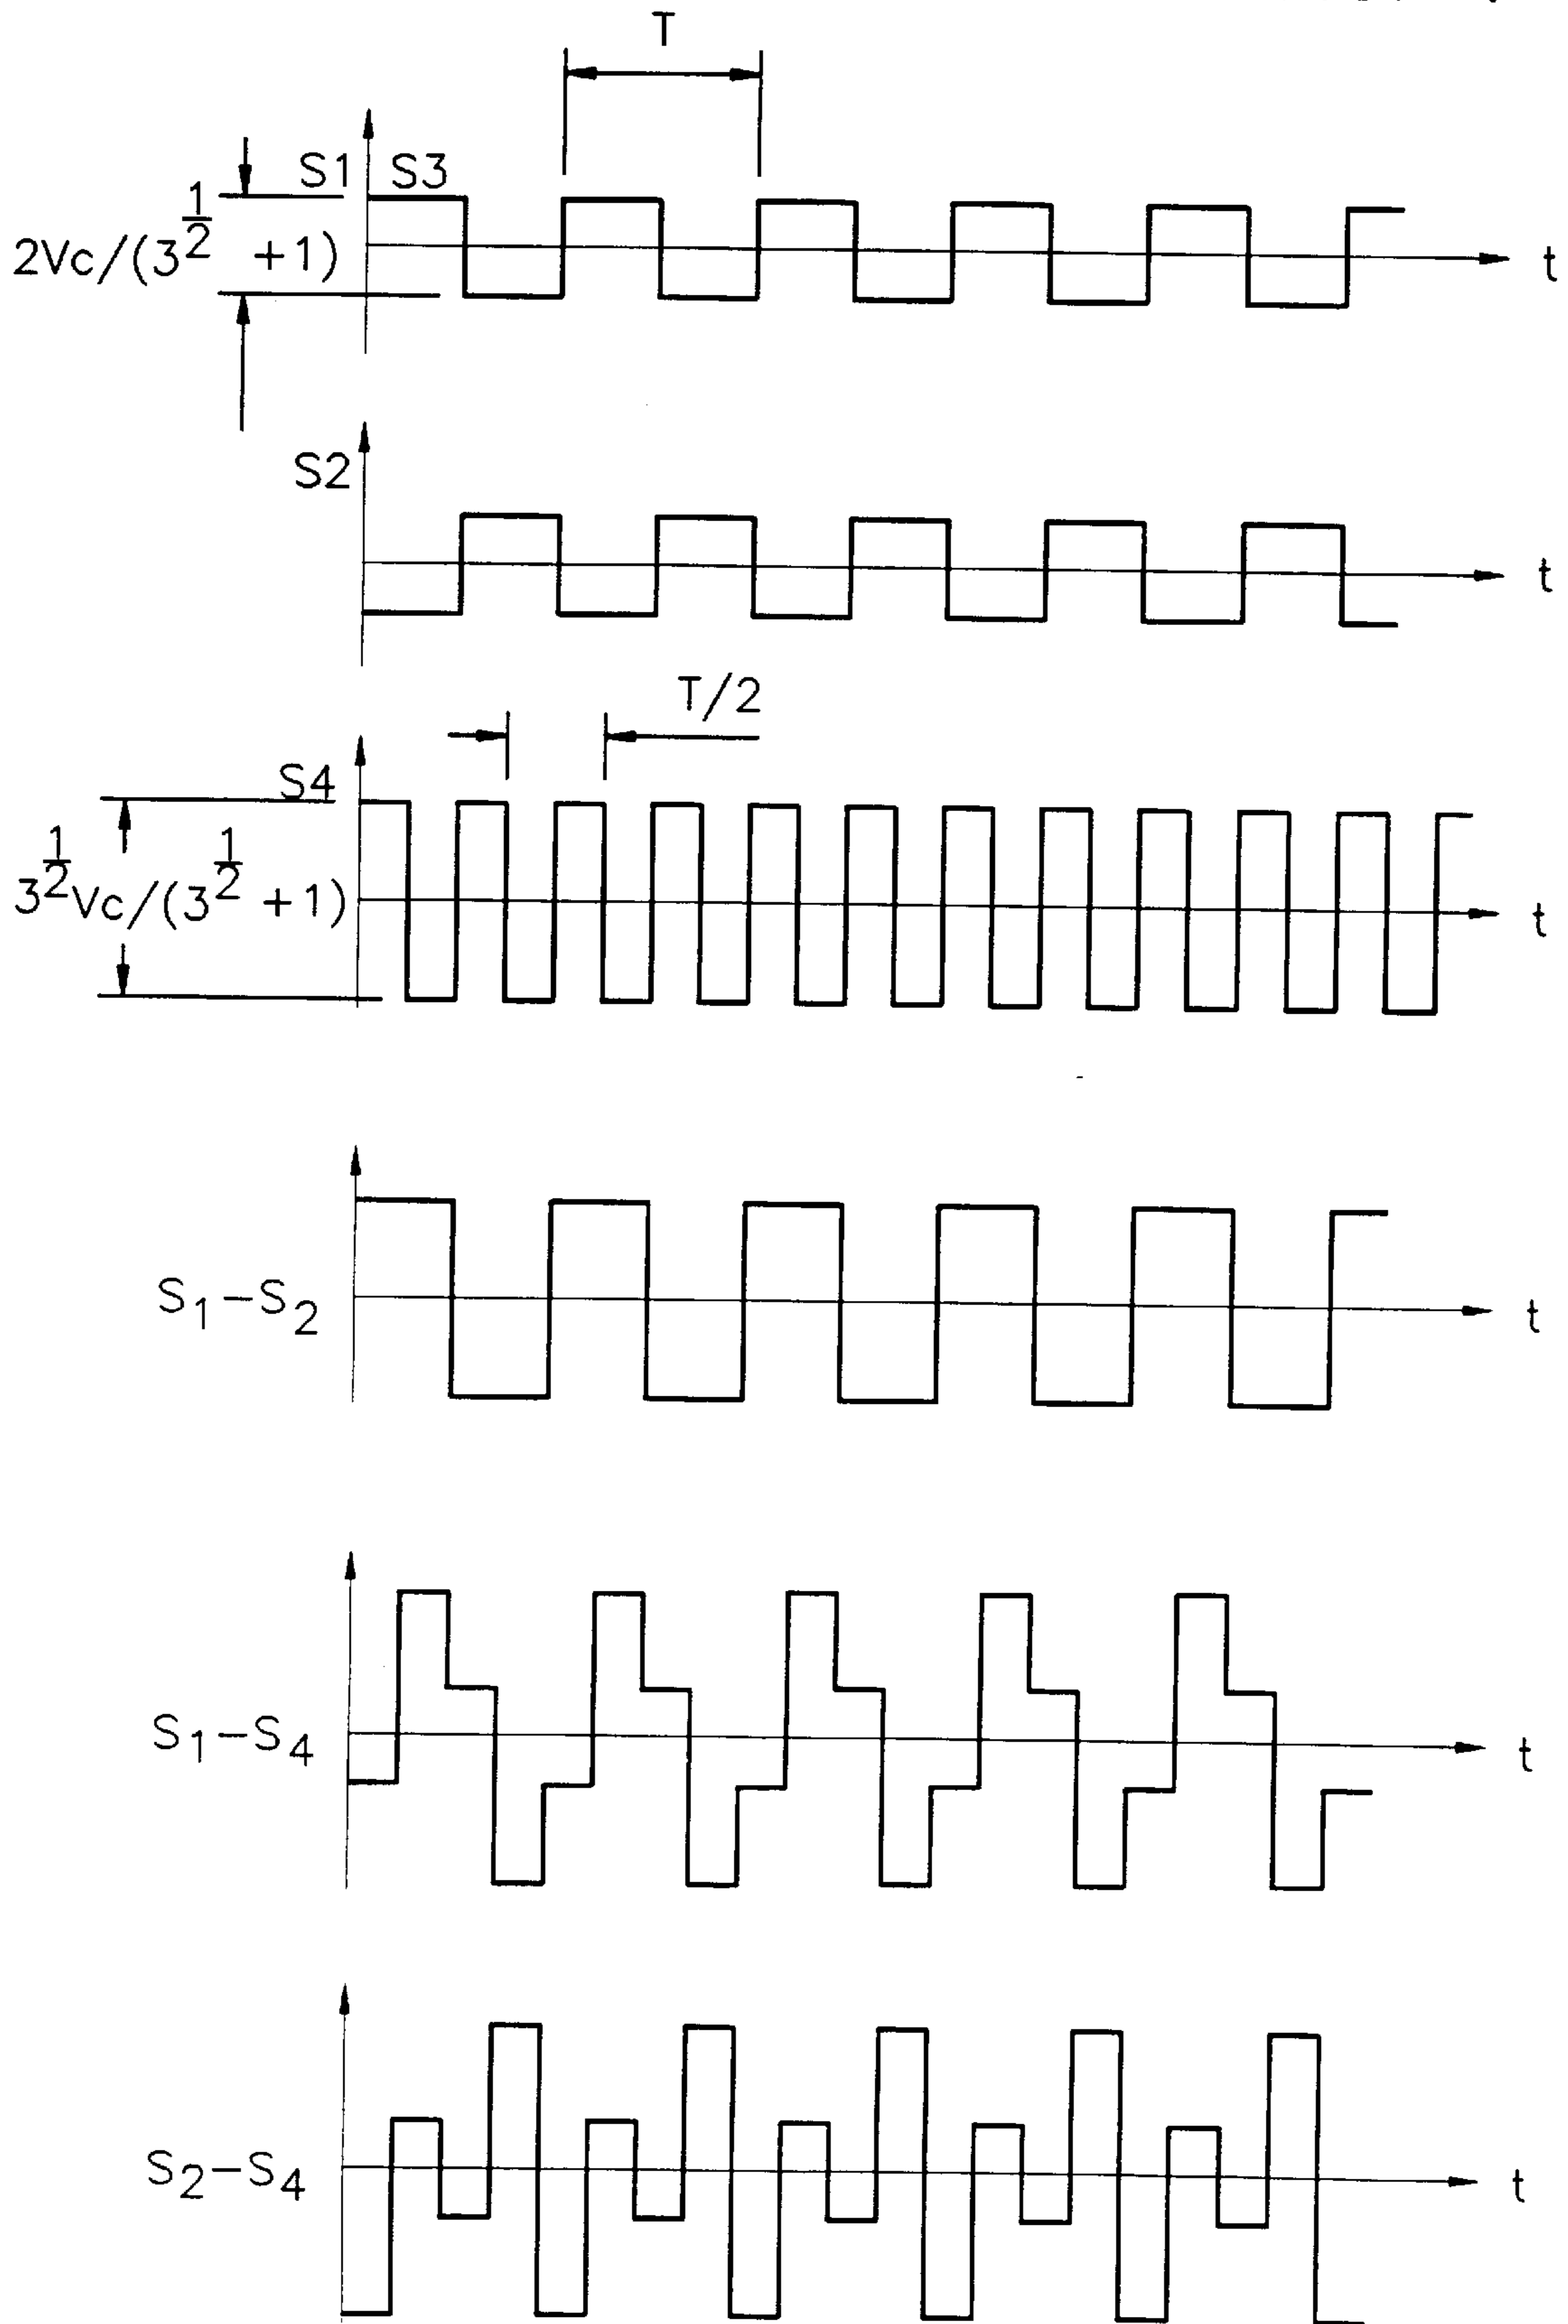 T
S1 S3
2Vc/(3^1/2 +1)
t
S2
t
T/2
S4
3^1/2Vc/(3^1/2 +1)
t
S₁−S₂
t
S₁−S₄
t
S₂−S₄
t